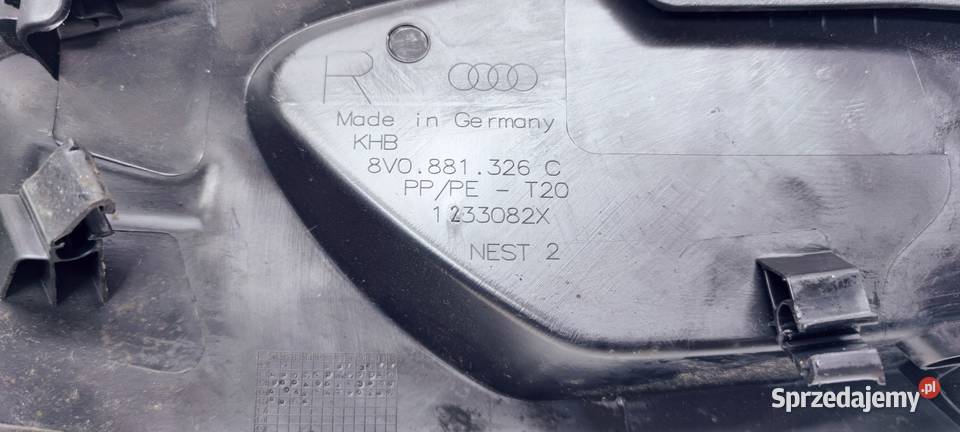 R
Made in Germany
KHB
8V0.881.326 C
PP/PE - T20
1233082X
NEST 2
Sprzedajemy.pl